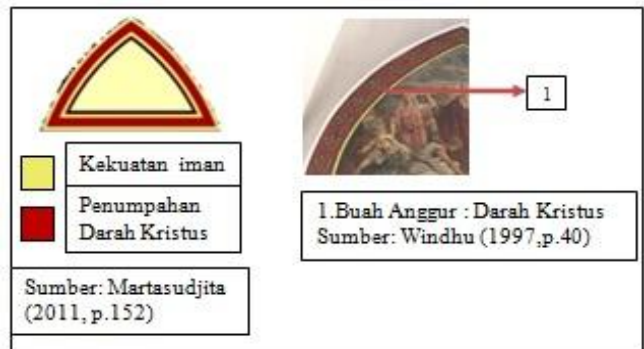 1
Kekuatan iman
Penumpahan
Darah Kristus
1.Buah Anggur : Darah Kristus
Sumber: Windhu (1997,p.40)
Sumber: Martasudjita
(2011, p.152)